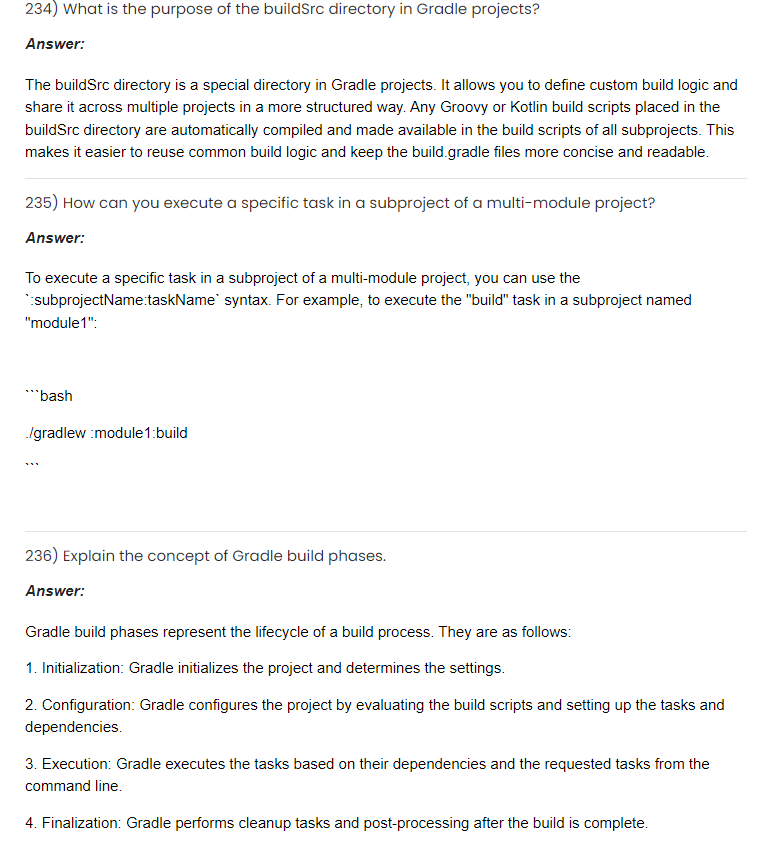 234) What is the purpose of the buildSrc directory in Gradle projects?
Answer:
The buildSrc directory is a special directory in Gradle projects. It allows you to define custom build logic and
share it across multiple projects in a more structured way. Any Groovy or Kotlin build scripts placed in the
buildSrc directory are automatically compiled and made available in the build scripts of all subprojects. This
makes it easier to reuse common build logic and keep the build.gradle files more concise and readable.
235) How can you execute a specific task in a subproject of a multi-module project?
Answer:
To execute a specific task in a subproject of a multi-module project, you can use the
`:subprojectName:taskName` syntax. For example, to execute the "build" task in a subproject named
"module1":
```bash
./gradlew :module1:build
```
236) Explain the concept of Gradle build phases.
Answer:
Gradle build phases represent the lifecycle of a build process. They are as follows:
1. Initialization: Gradle initializes the project and determines the settings.
2. Configuration: Gradle configures the project by evaluating the build scripts and setting up the tasks and
dependencies.
3. Execution: Gradle executes the tasks based on their dependencies and the requested tasks from the
command line.
4. Finalization: Gradle performs cleanup tasks and post-processing after the build is complete.